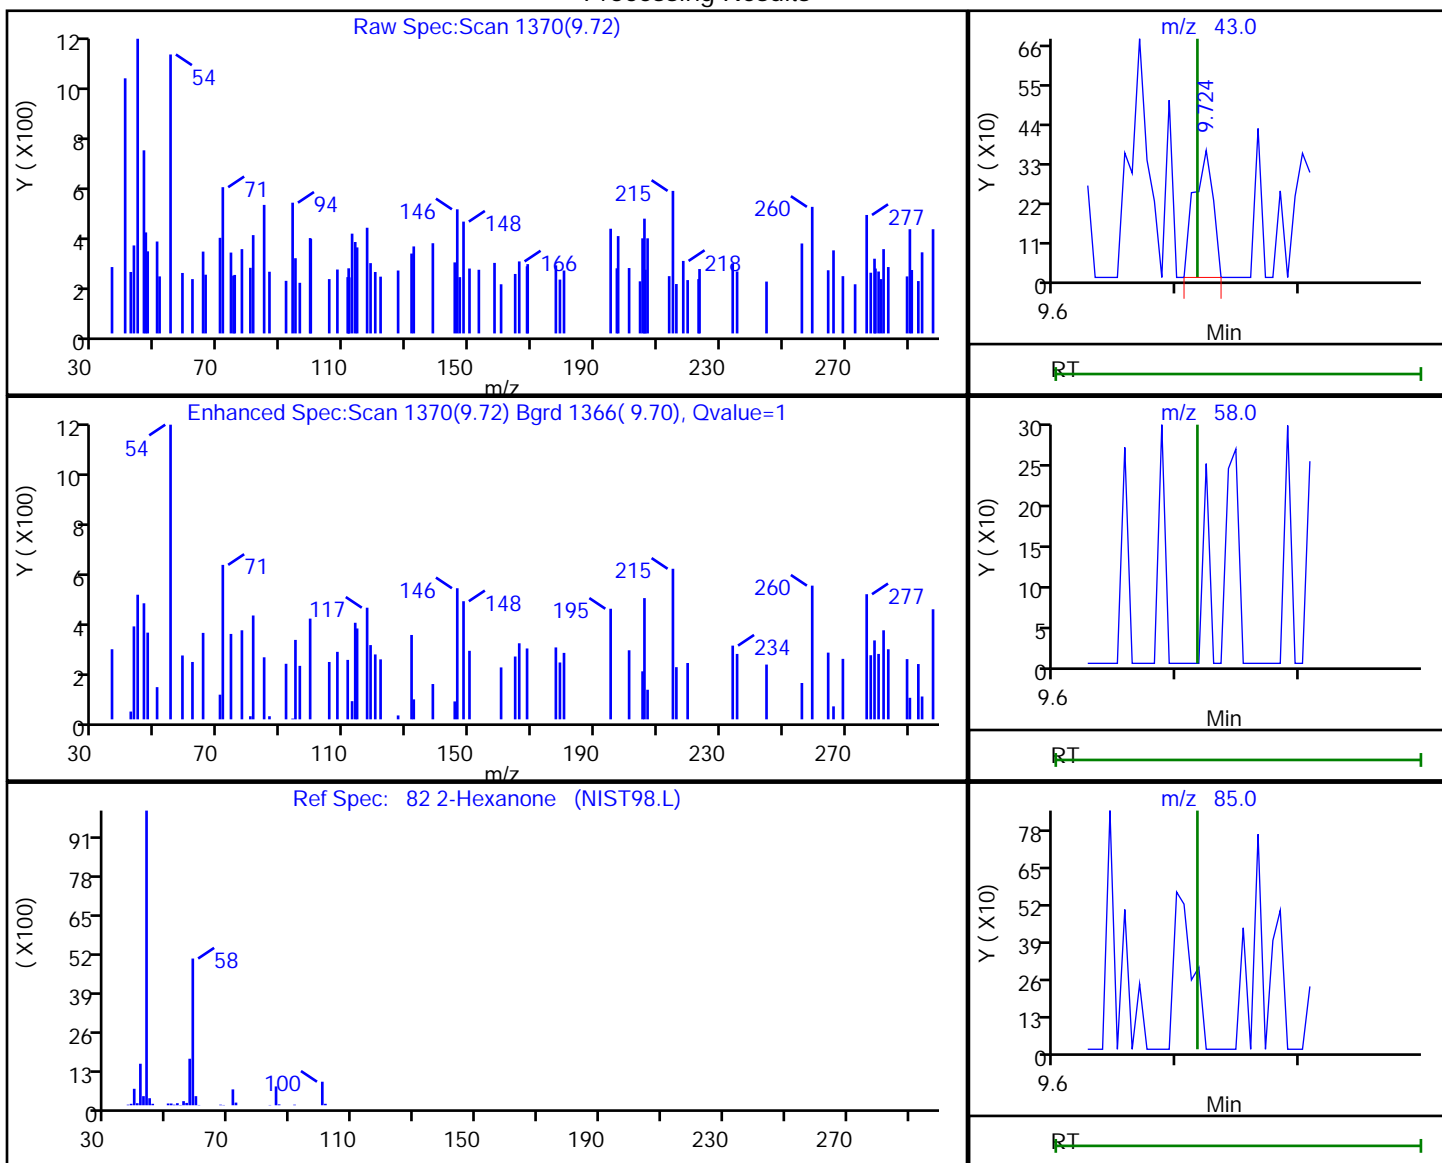 Processing Results
Raw Spec:Scan 1370(9.72)
Y ( X100)
12
10
8
6
4
2
0
54
71
94
146
148
166
215
218
260
277
30 70 110 150 190 230 270
m/z
m/z 43.0
Y ( X10)
66
55
44
33
22
11
0
9.724
9.6
Min
RT
Enhanced Spec:Scan 1370(9.72) Bgrd 1366( 9.70), Qvalue=1
Y ( X100)
12
10
8
6
4
2
0
54
71
117
146
148
195
215
234
260
277
30 70 110 150 190 230 270
m/z
m/z 58.0
Y ( X10)
30
25
20
15
10
5
0
9.6
Min
RT
Ref Spec: 82 2-Hexanone (NIST98.L)
( X100)
91
78
65
52
39
26
13
0
58
100
30 70 110 150 190 230 270
m/z 85.0
Y ( X10)
78
65
52
39
26
13
0
9.6
Min
RT